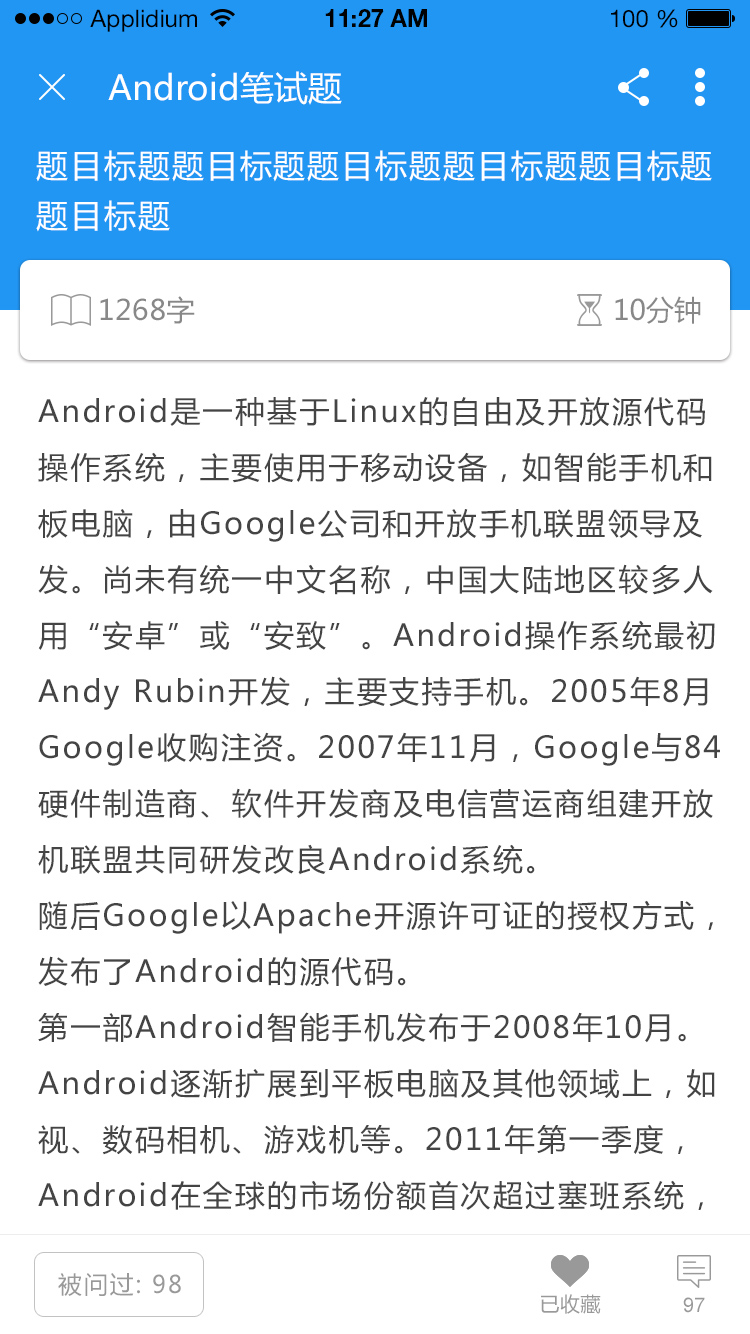 Applidium 11:27 AM 100 %
Android笔试题
题目标题题目标题题目标题题目标题题目标题
题目标题
1268字 10分钟
Android是一种基于Linux的自由及开放源代码
操作系统，主要使用于移动设备，如智能手机和
板电脑，由Google公司和开放手机联盟领导及
发。尚未有统一中文名称，中国大陆地区较多人
用“安卓”或“安致”。Android操作系统最初
Andy Rubin开发，主要支持手机。2005年8月
Google收购注资。2007年11月，Google与84
硬件制造商、软件开发商及电信营运商组建开放
机联盟共同研发改良Android系统。
随后Google以Apache开源许可证的授权方式，
发布了Android的源代码。
第一部Android智能手机发布于2008年10月。
Android逐渐扩展到平板电脑及其他领域上，如
视、数码相机、游戏机等。2011年第一季度，
Android在全球的市场份额首次超过塞班系统，
被问过: 98
已收藏
97